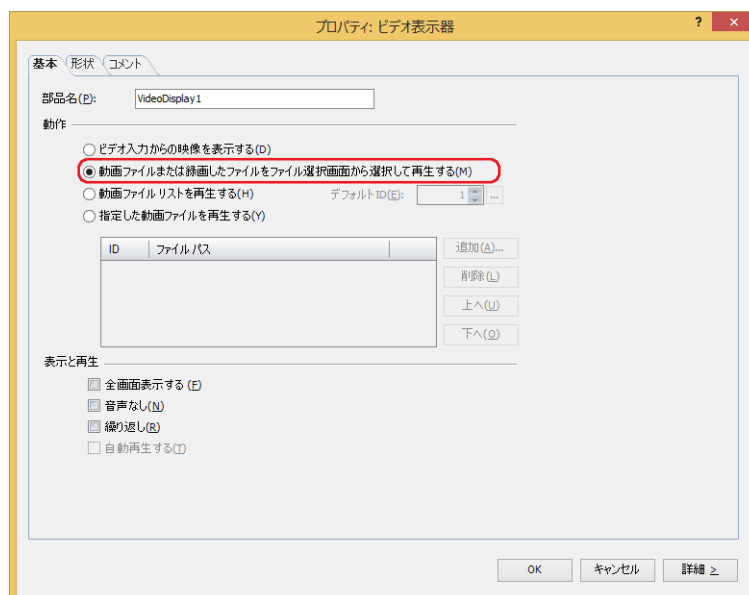 プロパティ: ビデオ表示器 ? ×
基本 形状 コメント
部品名(P): VideoDisplay1
動作
ビデオ入力からの映像を表示する(D)
動画ファイルまたは録画したファイルをファイル選択画面から選択して再生する(M)
動画ファイルリストを再生する(H) デフォルトID(E): 1 ...
指定した動画ファイルを再生する(Y)
ID ファイルパス 追加(A)...
削除(L)
上へ(U)
下へ(O)
表示と再生
全画面表示する(F)
音声なし(N)
繰り返し(R)
自動再生する(T)
OK キャンセル 詳細 >